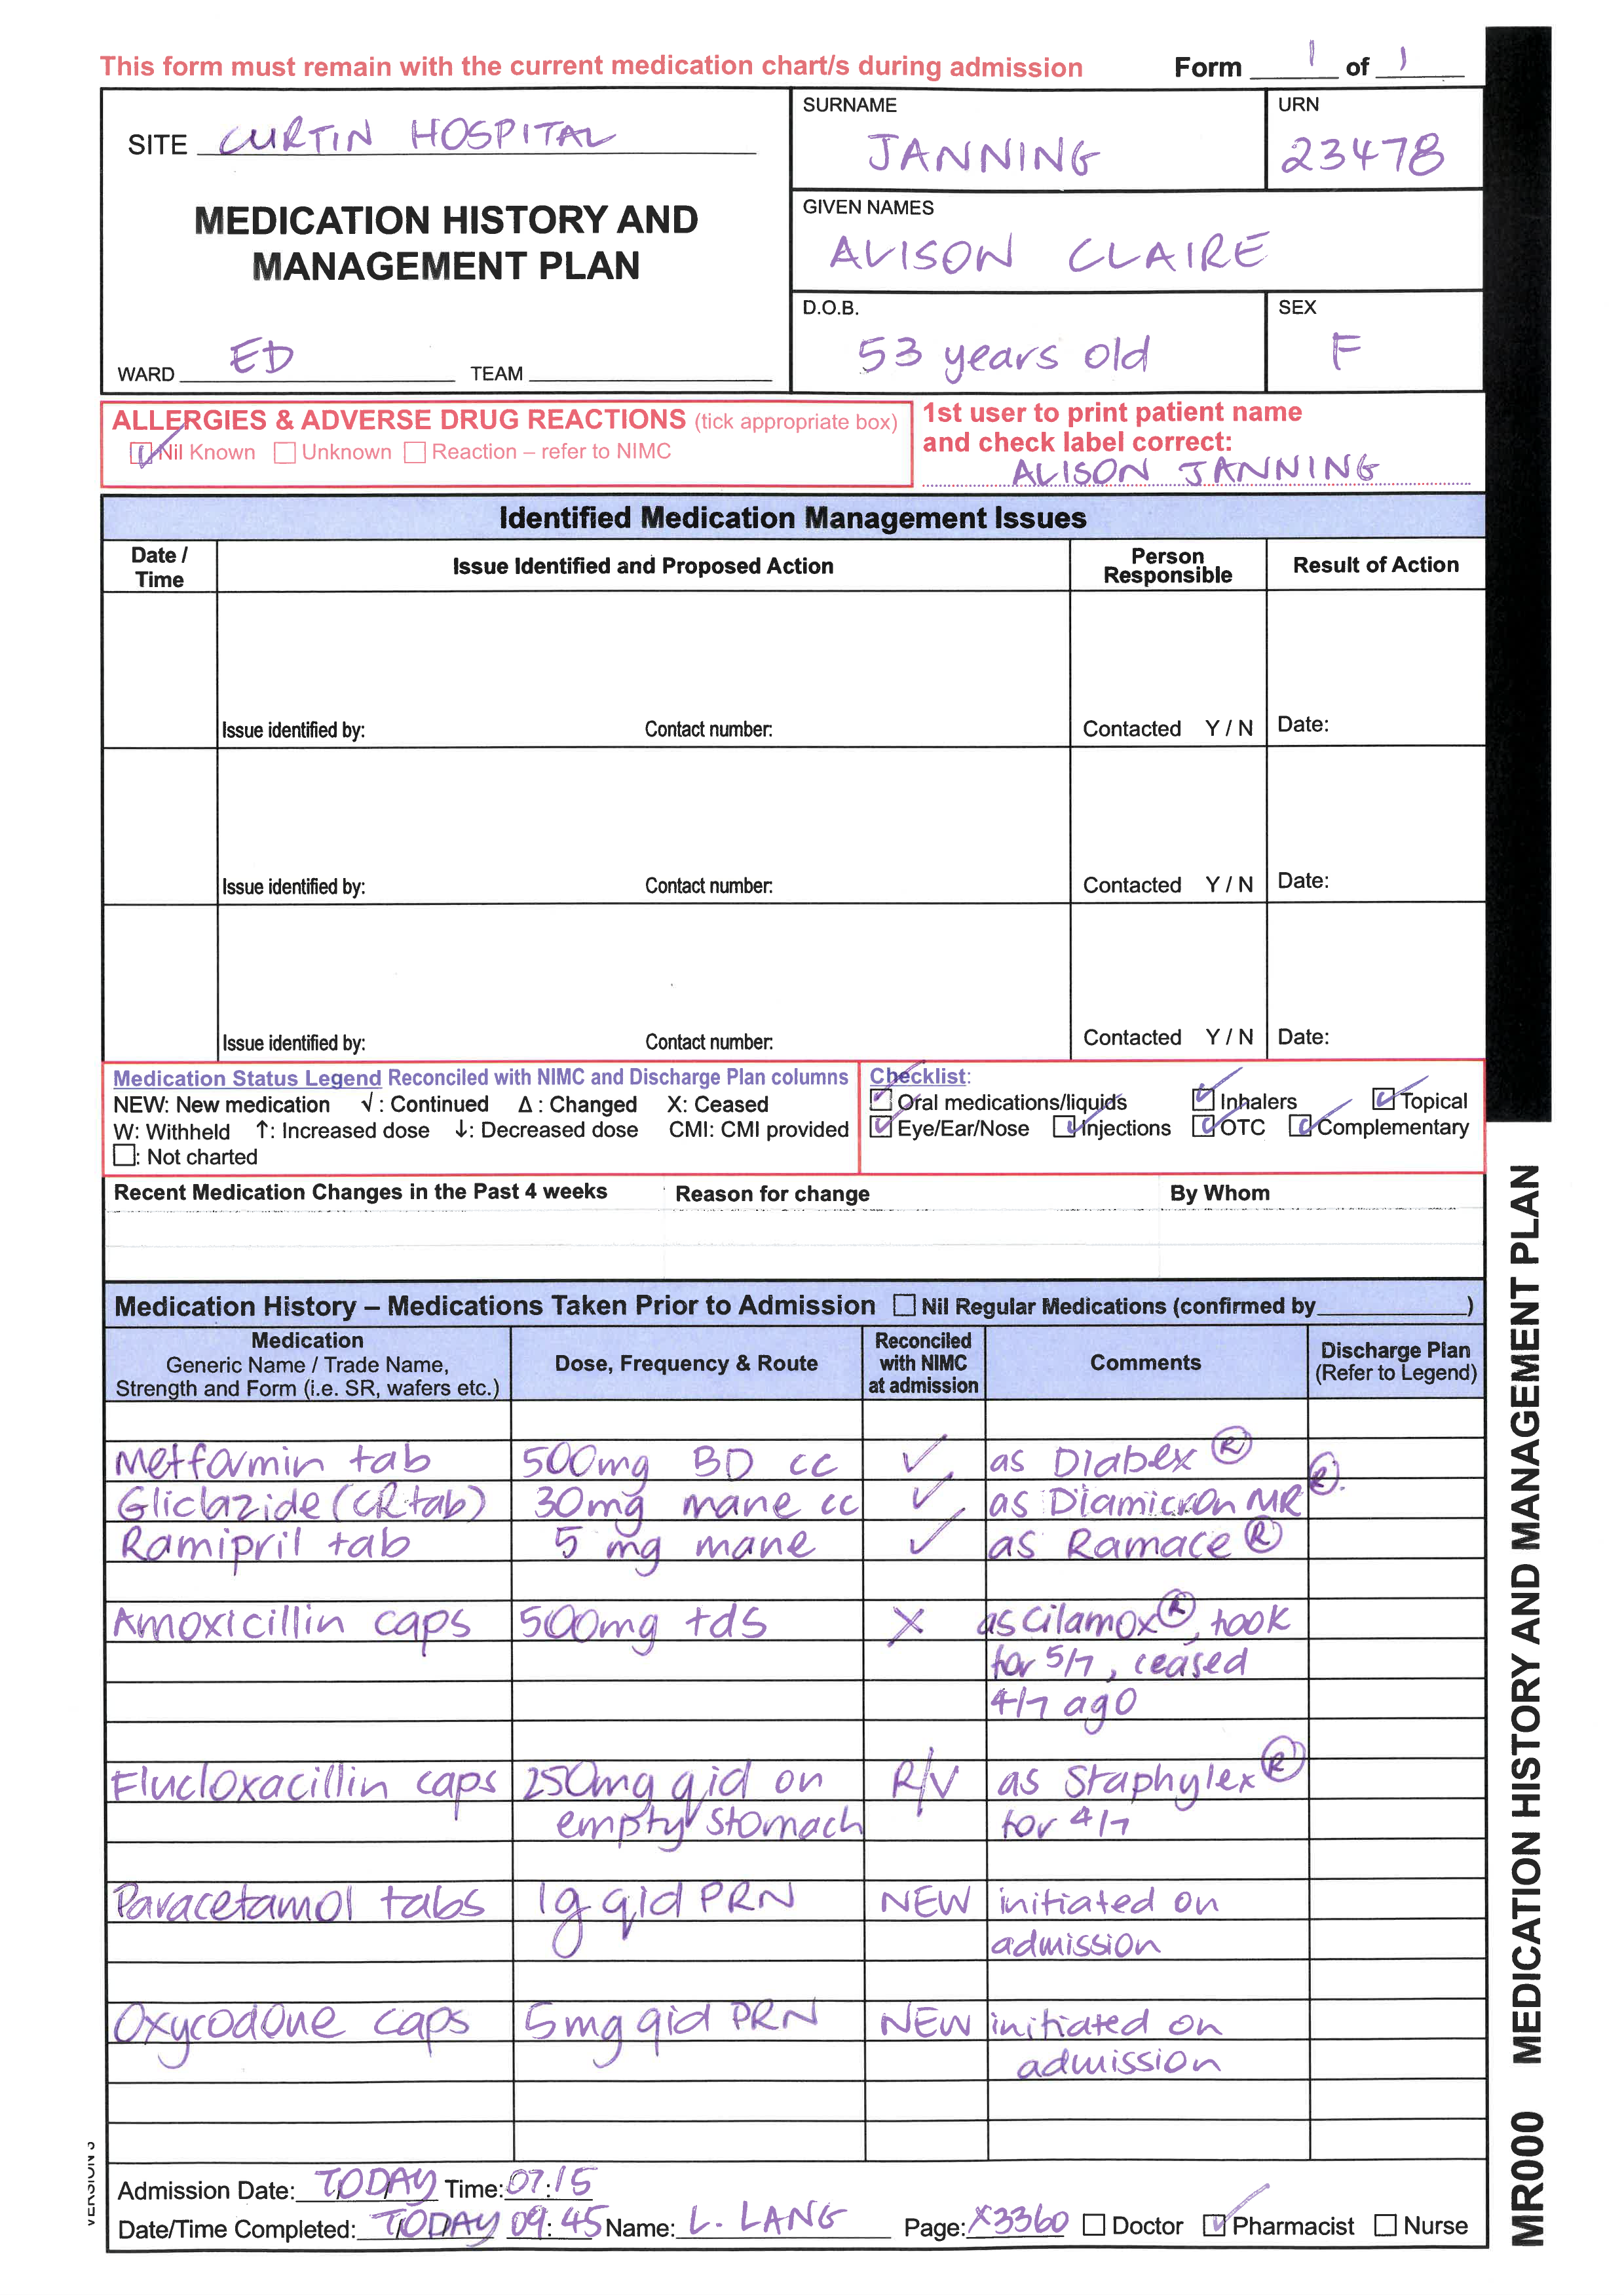 This form must remain with the current medication chart/s during admission Form 1 of 1
SITE CURTIN HOSPITAL
MEDICATION HISTORY AND
MANAGEMENT PLAN
WARD ED TEAM
SURNAME
JANNING
URN
23478
GIVEN NAMES
ALISON CLAIRE
D.O.B.
53 years old
SEX
F
ALLERGIES & ADVERSE DRUG REACTIONS (tick appropriate box)
Nil Known Unknown Reaction – refer to NIMC
1st user to print patient name
and check label correct:
ALISON JANNING
Identified Medication Management Issues
Date / Time Issue Identified and Proposed Action Person Responsible Result of Action
Issue identified by: Contact number: Contacted Y / N Date:
Issue identified by: Contact number: Contacted Y / N Date:
Issue identified by: Contact number: Contacted Y / N Date:
Medication Status Legend Reconciled with NIMC and Discharge Plan columns
NEW: New medication √ : Continued Δ : Changed X: Ceased
W: Withheld ↑: Increased dose ↓: Decreased dose CMI: CMI provided
☐: Not charted
Checklist:
Oral medications/liquids Inhalers Topical
Eye/Ear/Nose Injections OTC Complementary
Recent Medication Changes in the Past 4 weeks Reason for change By Whom
Medication History – Medications Taken Prior to Admission ☐ Nil Regular Medications (confirmed by )
Medication
Generic Name / Trade Name,
Strength and Form (i.e. SR, wafers etc.)
Dose, Frequency & Route
Reconciled
with NIMC
at admission
Comments
Discharge Plan
(Refer to Legend)
Metformin tab 500mg BD cc ✓ as Diabex ®
Gliclazide (CR tab) 30mg mane cc ✓ as Diamicron MR ®.
Ramipril tab 5 mg mane ✓ as Ramace ®
Amoxicillin caps 500mg tds X as Cilamox ®, took
for 5/7, ceased
4/7 ago
Flucloxacillin caps 250mg qid on R/V as Staphylex ®
empty stomach for 4/7
Paracetamol tabs 1g qid PRN NEW initiated on
admission
Oxycodone caps 5mg qid PRN NEW initiated on
admission
Admission Date: TODAY Time: 07:15
Date/Time Completed: TODAY 09:45 Name: L. LANG Page: x3360 ☐ Doctor ☑ Pharmacist ☐ Nurse
VERSION 3
MR000 MEDICATION HISTORY AND MANAGEMENT PLAN